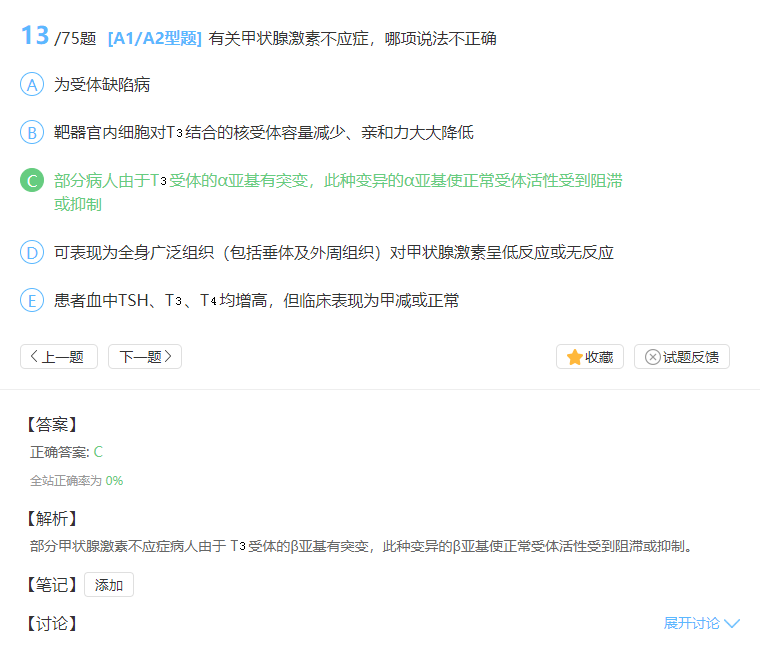 13 /75题 [A1/A2型题] 有关甲状腺激素不应症，哪项说法不正确
A 为受体缺陷病
B 靶器官内细胞对T₃结合的核受体容量减少、亲和力大大降低
C 部分病人由于T₃受体的α亚基有突变，此种变异的α亚基使正常受体活性受到阻滞
或抑制
D 可表现为全身广泛组织（包括垂体及外周组织）对甲状腺激素呈低反应或无反应
E 患者血中TSH、T₃、T₄均增高，但临床表现为甲减或正常
上一题 下一题 收藏 试题反馈
【答案】
正确答案: C
全站正确率为 0%
【解析】
部分甲状腺激素不应症病人由于 T₃受体的β亚基有突变，此种变异的β亚基使正常受体活性受到阻滞或抑制。
【笔记】 添加
【讨论】 展开讨论